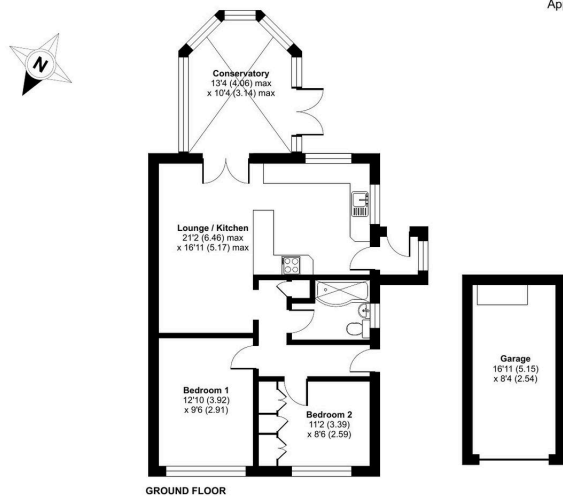 App
N
Conservatory
13'4 (4.06) max
x 10'4 (3.14) max
Lounge / Kitchen
21'2 (6.46) max
x 16'11 (5.17) max
Bedroom 1
12'10 (3.92)
x 9'6 (2.91)
Bedroom 2
11'2 (3.39)
x 8'6 (2.59)
Garage
16'11 (5.15)
x 8'4 (2.54)
GROUND FLOOR